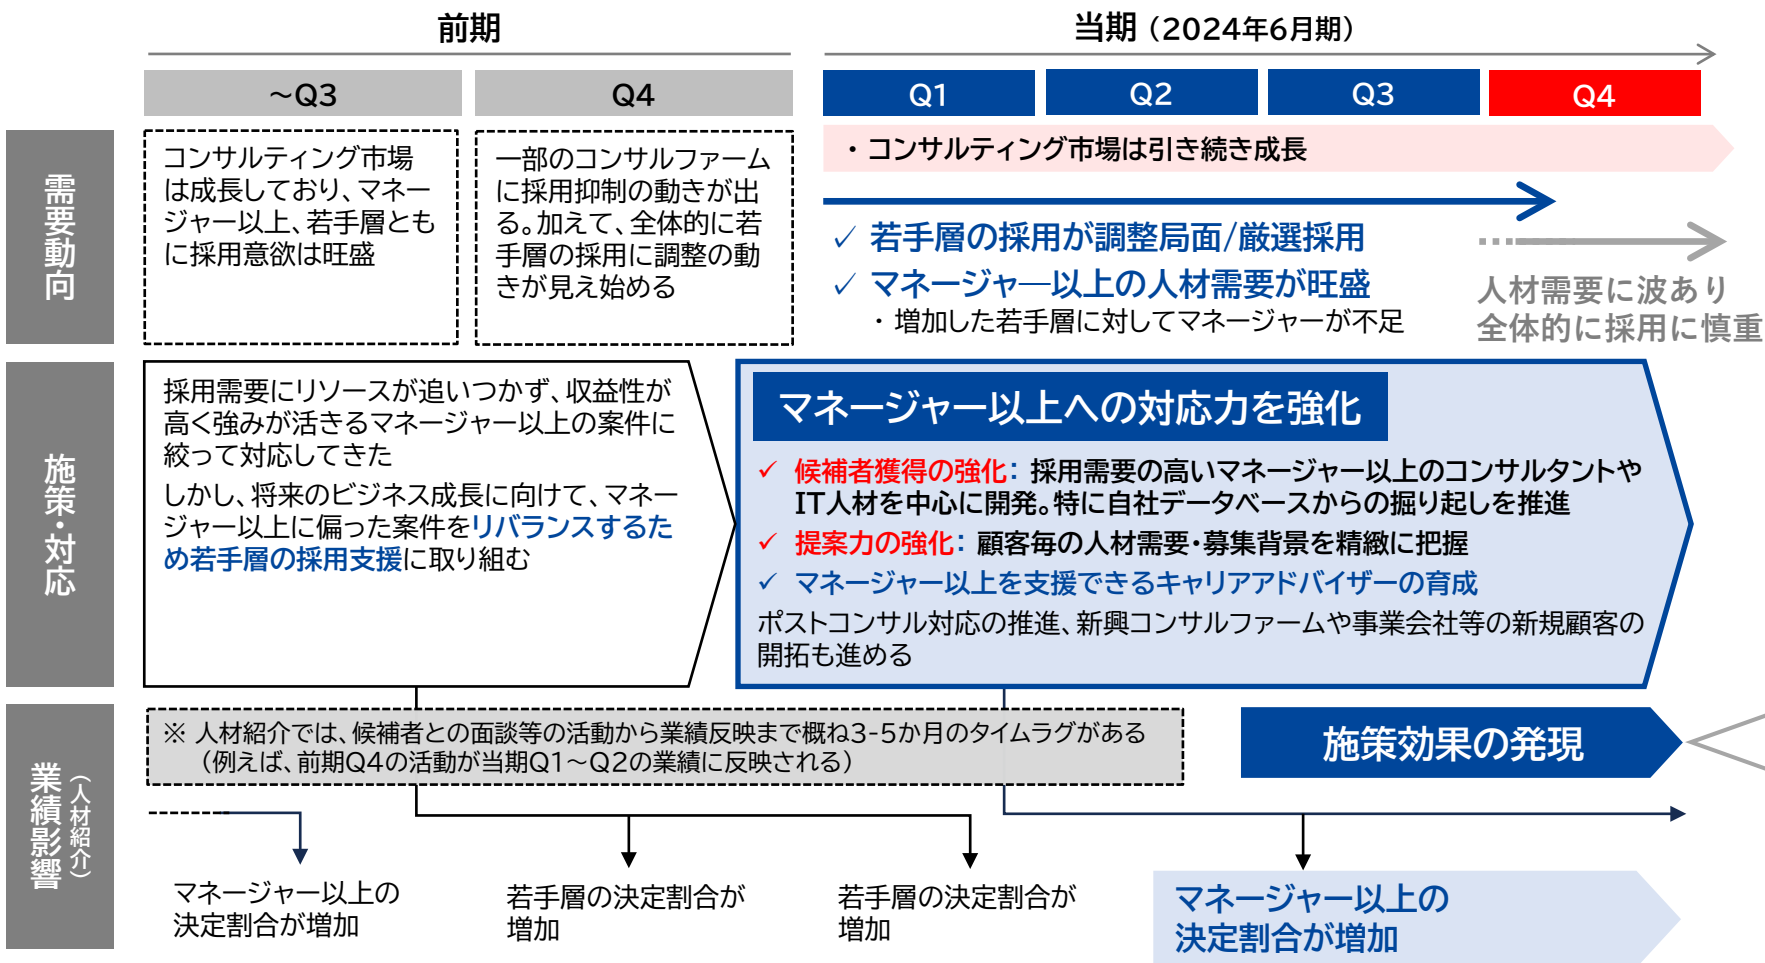 前期
当期（2024年6月期）
～Q3
Q4
Q1
Q2
Q3
Q4
需要動向
コンサルティング市場
は成長しており、マネー
ジャー以上、若手層とも
に採用意欲は旺盛
一部のコンサルファーム
に採用抑制の動きが出
る。加えて、全体的に若
手層の採用に調整の動
きが見え始める
・コンサルティング市場は引き続き成長
✓ 若手層の採用が調整局面/厳選採用
✓ マネージャ―以上の人材需要が旺盛
・増加した若手層に対してマネージャーが不足
人材需要に波あり
全体的に採用に慎重
施策・対応
採用需要にリソースが追いつかず、収益性が
高く強みが活きるマネージャー以上の案件に
絞って対応してきた
しかし、将来のビジネス成長に向けて、マネー
ジャー以上に偏った案件をリバランスするた
め若手層の採用支援に取り組む
マネージャー以上への対応力を強化
✓ 候補者獲得の強化：採用需要の高いマネージャー以上のコンサルタントや
IT人材を中心に開発。特に自社データベースからの掘り起しを推進
✓ 提案力の強化：顧客毎の人材需要・募集背景を精緻に把握
✓ マネージャー以上を支援できるキャリアアドバイザーの育成
ポストコンサル対応の推進、新興コンサルファームや事業会社等の新規顧客の
開拓も進める
業績影響
（人材紹介）
※ 人材紹介では、候補者との面談等の活動から業績反映まで概ね3-5か月のタイムラグがある
（例えば、前期Q4の活動が当期Q1～Q2の業績に反映される）
施策効果の発現
マネージャー以上の
決定割合が増加
若手層の決定割合が
増加
若手層の決定割合が
増加
マネージャー以上の
決定割合が増加